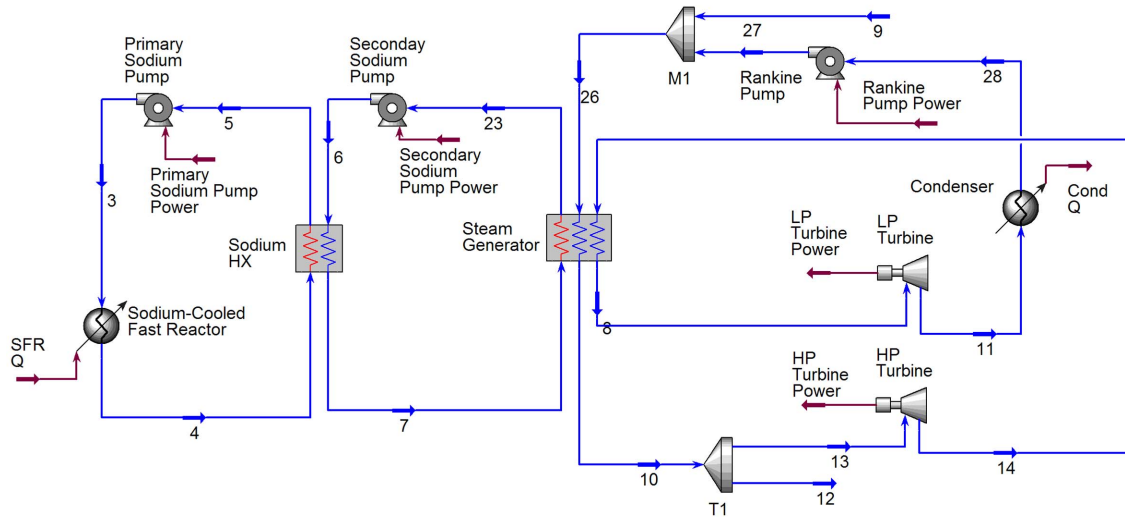 Primary
Sodium
Pump
5
3
Primary
Sodium Pump
Power
Sodium-Cooled
Fast Reactor
SFR
Q
4
Seconday
Sodium
Pump
23
6
Secondary
Sodium
Pump Power
Sodium
HX
7
Steam
Generator
27
9
M1
Rankine
Pump
28
Rankine
Pump Power
26
Condenser
Cond
Q
LP
Turbine
Power
LP
Turbine
8
11
HP
Turbine
Power
HP
Turbine
10
13
14
12
T1